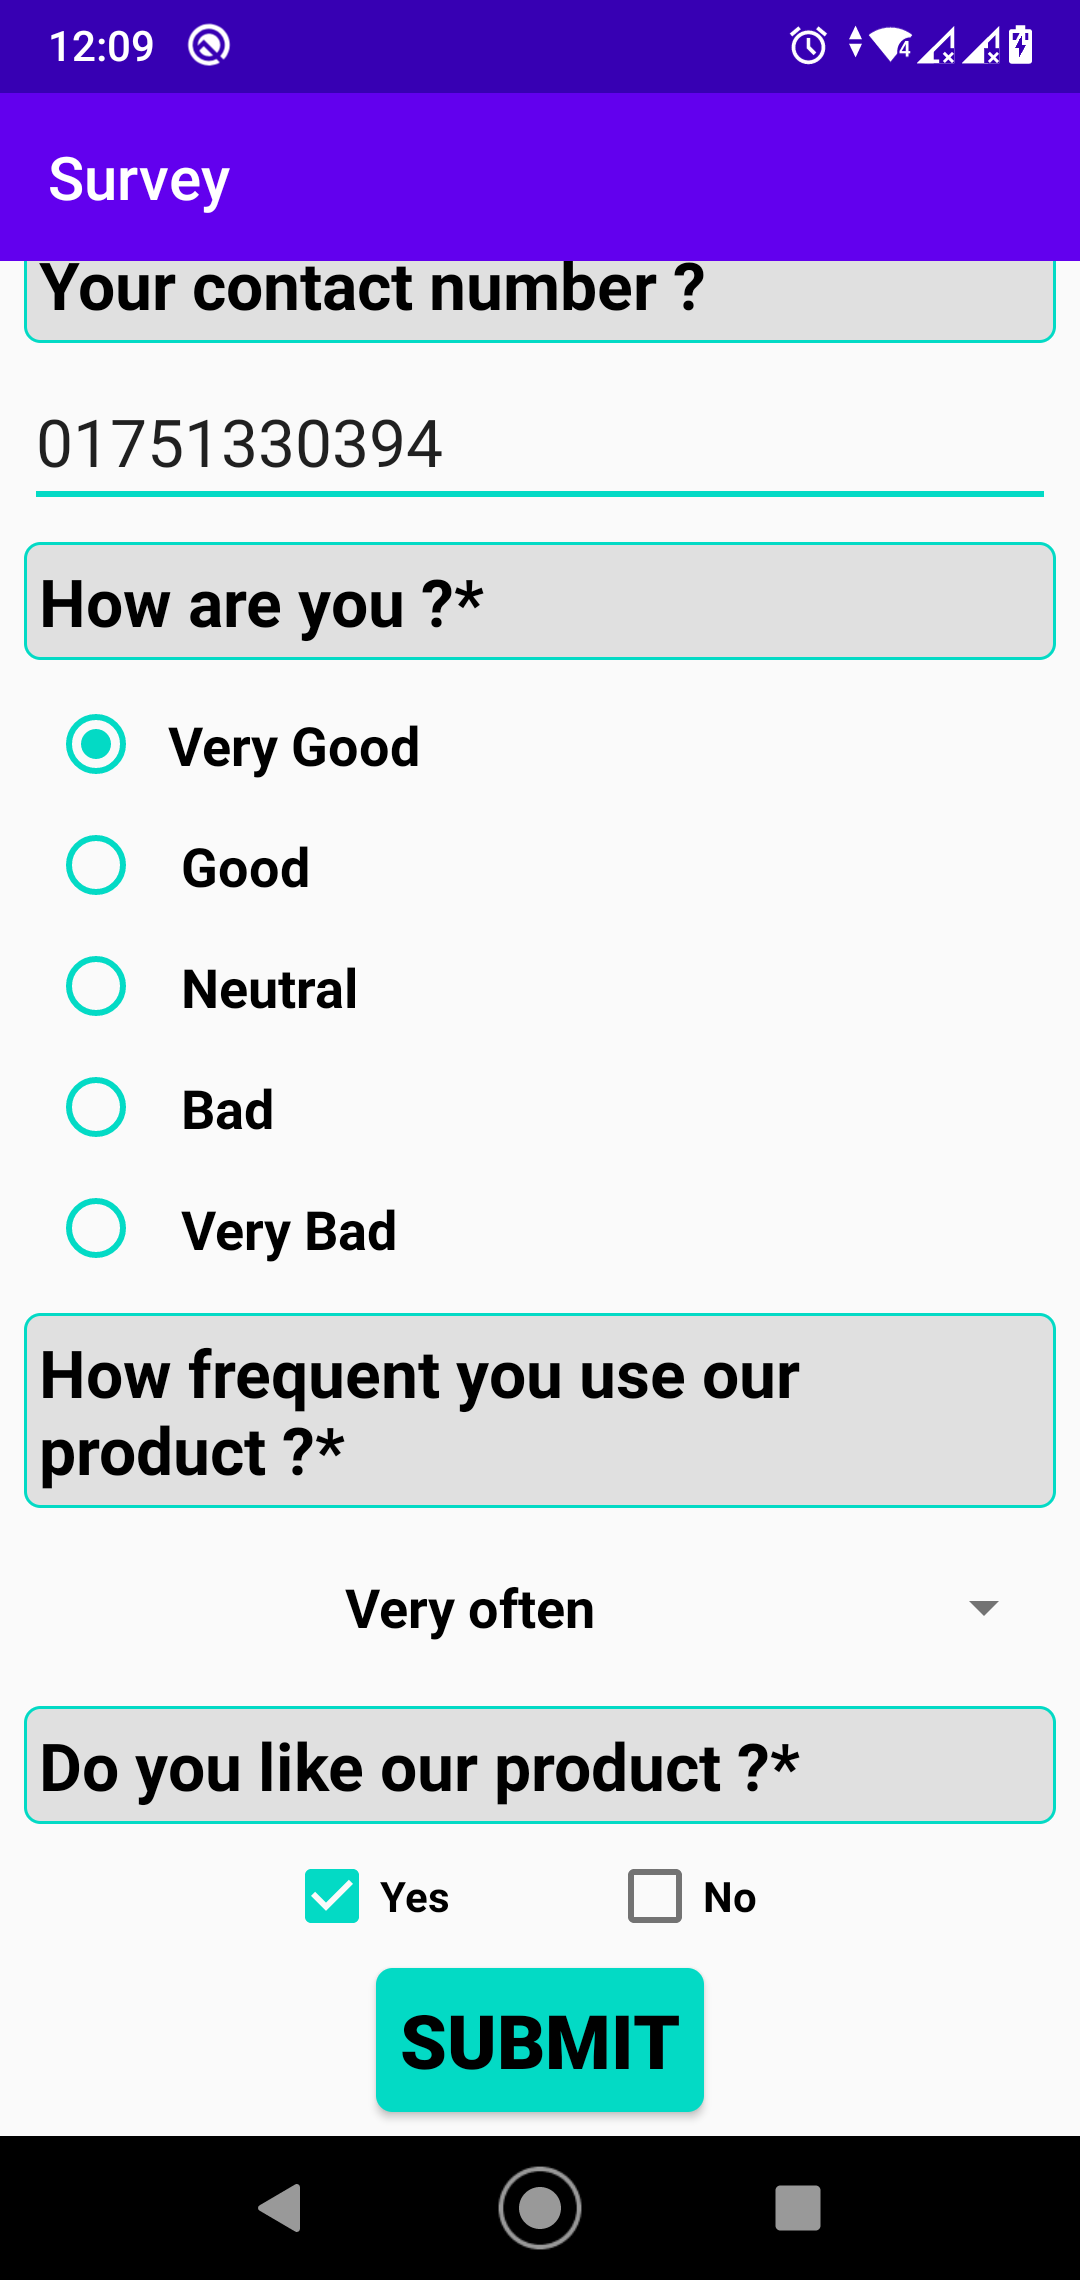 12:09
4
Survey
Your contact number ?
01751330394
How are you ?*
Very Good
Good
Neutral
Bad
Very Bad
How frequent you use our
product ?*
Very often
Do you like our product ?*
Yes
No
SUBMIT